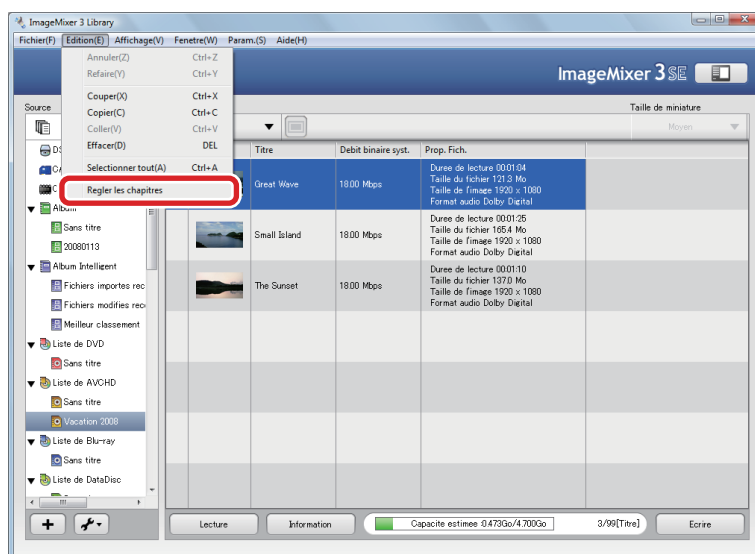 ImageMixer 3 Library
Fichier(F) Edition(E) Affichage(V) Fenetre(W) Param.(S) Aide(H)
Annuler(Z) Ctrl+Z
Refaire(Y) Ctrl+Y
Couper(X) Ctrl+X
Copier(C) Ctrl+C
Coller(V) Ctrl+V
Effacer(D) DEL
Selectionner tout(A) Ctrl+A
Regler les chapitres
ImageMixer 3 SE
Source
Taille de miniature
Moyen
Titre Debit binaire syst. Prop. Fich.
Great Wave 18.00 Mbps
Duree de lecture 00:01:04
Taille du fichier 121.3 Mo
Taille de l'image 1920 x 1080
Format audio Dolby Digital
Small Island 18.00 Mbps
Duree de lecture 00:01:25
Taille du fichier 165.4 Mo
Taille de l'image 1920 x 1080
Format audio Dolby Digital
The Sunset 18.00 Mbps
Duree de lecture 00:01:10
Taille du fichier 137.0 Mo
Taille de l'image 1920 x 1080
Format audio Dolby Digital
Album
Sans titre
20080113
Album Intelligent
Fichiers importes rec
Fichiers modifies rec
Meilleur classement
Liste de DVD
Sans titre
Liste de AVCHD
Sans titre
Vacation 2008
Liste de Blu-ray
Sans titre
Liste de DataDisc
Lecture Information Capacite estimee :0.473Go/4.700Go 3/99[Titre] Ecrire